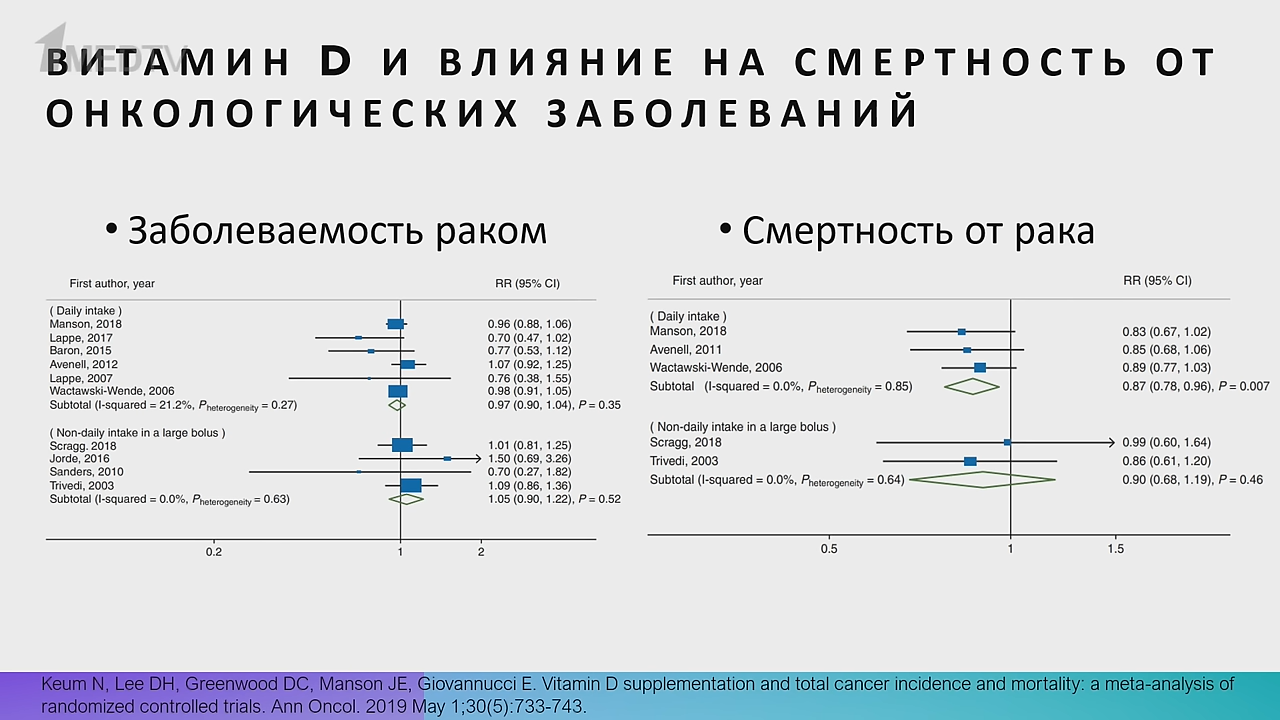 1MEDTV
ВИТАМИН D И ВЛИЯНИЕ НА СМЕРТНОСТЬ ОТ
ОНКОЛОГИЧЕСКИХ ЗАБОЛЕВАНИЙ
• Заболеваемость раком
First author, year RR (95% CI)
( Daily intake )
Manson, 2018 0.96 (0.88, 1.06)
Lappe, 2017 0.70 (0.47, 1.02)
Baron, 2015 0.77 (0.53, 1.12)
Avenell, 2012 1.07 (0.92, 1.25)
Lappe, 2007 0.76 (0.38, 1.55)
Wactawski-Wende, 2006 0.98 (0.91, 1.05)
Subtotal (I-squared = 21.2%, Pheterogeneity = 0.27) 0.97 (0.90, 1.04), P = 0.35
( Non-daily intake in a large bolus )
Scragg, 2018 1.01 (0.81, 1.25)
Jorde, 2016 1.50 (0.69, 3.26)
Sanders, 2010 0.70 (0.27, 1.82)
Trivedi, 2003 1.09 (0.86, 1.36)
Subtotal (I-squared = 0.0%, Pheterogeneity = 0.63) 1.05 (0.90, 1.22), P = 0.52
0.2 1 2
• Смертность от рака
First author, year RR (95% CI)
( Daily intake )
Manson, 2018 0.83 (0.67, 1.02)
Avenell, 2011 0.85 (0.68, 1.06)
Wactawski-Wende, 2006 0.89 (0.77, 1.03)
Subtotal (I-squared = 0.0%, Pheterogeneity = 0.85) 0.87 (0.78, 0.96), P = 0.007
( Non-daily intake in a large bolus )
Scragg, 2018 0.99 (0.60, 1.64)
Trivedi, 2003 0.86 (0.61, 1.20)
Subtotal (I-squared = 0.0%, Pheterogeneity = 0.64) 0.90 (0.68, 1.19), P = 0.46
0.5 1 1.5
Keum N, Lee DH, Greenwood DC, Manson JE, Giovannucci E. Vitamin D supplementation and total cancer incidence and mortality: a meta-analysis of
randomized controlled trials. Ann Oncol. 2019 May 1;30(5):733-743.